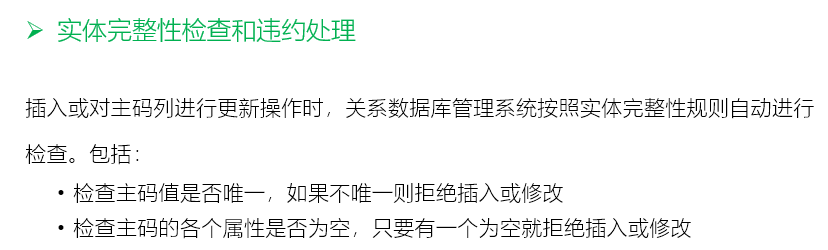 ➢ 实体完整性检查和违约处理
插入或对主码列进行更新操作时，关系数据库管理系统按照实体完整性规则自动进行
检查。包括：
• 检查主码值是否唯一，如果不唯一则拒绝插入或修改
• 检查主码的各个属性是否为空，只要有一个为空就拒绝插入或修改